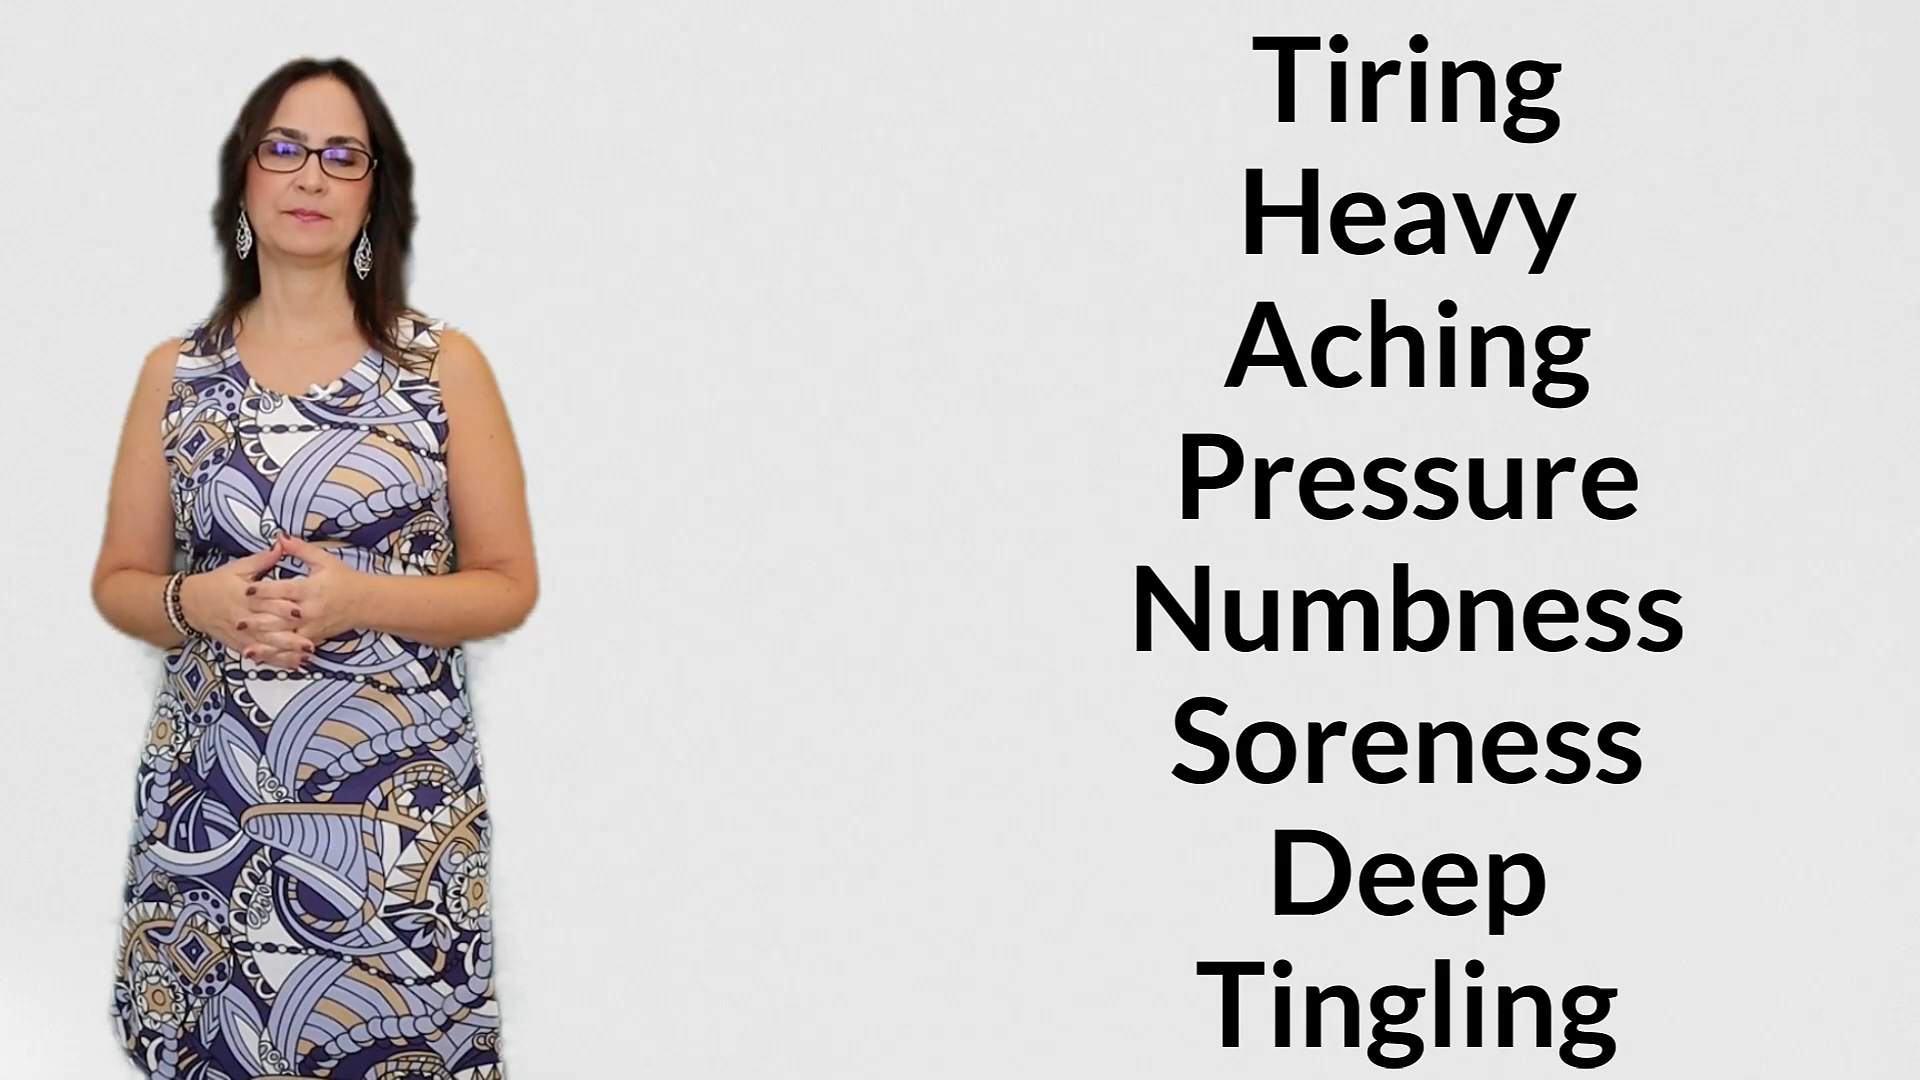 Tiring
Heavy
Aching
Pressure
Numbness
Soreness
Deep
Tingling